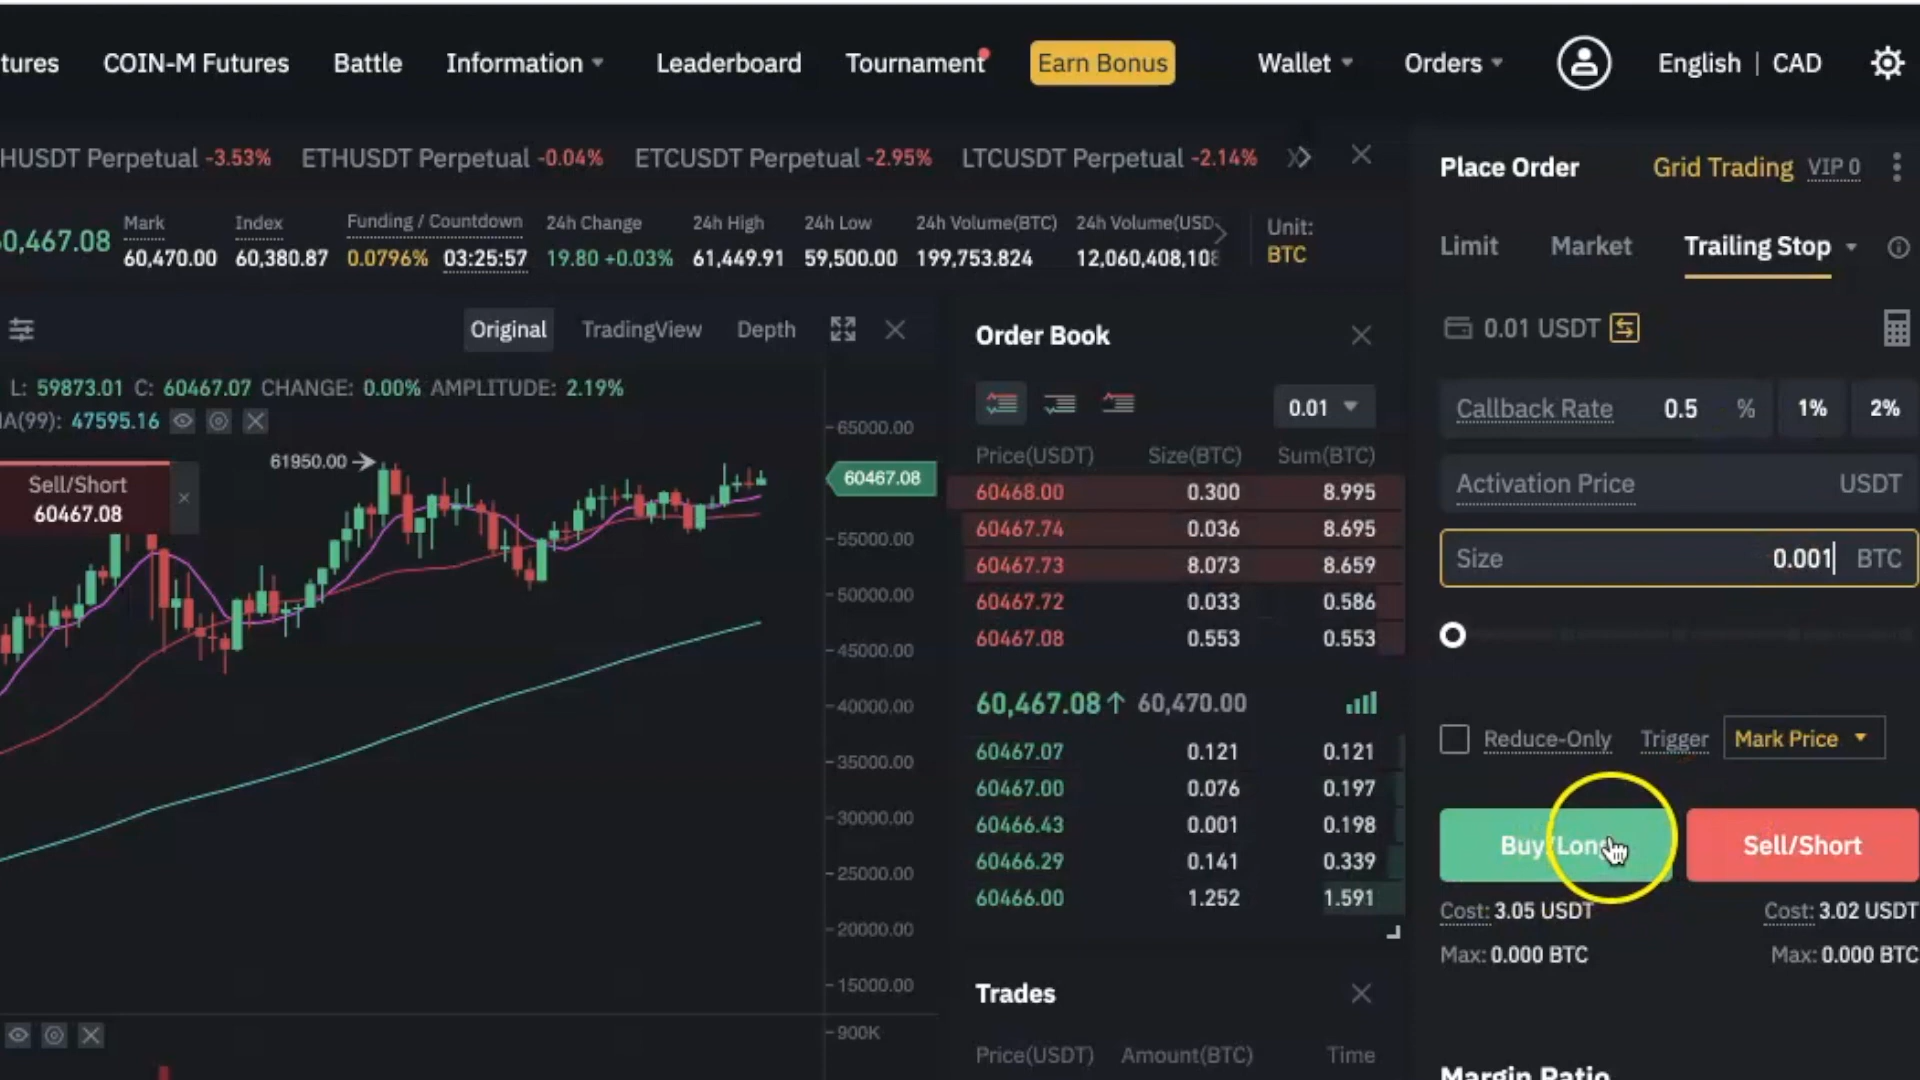 tures COIN-M Futures Battle Information Leaderboard Tournament Earn Bonus Wallet Orders English | CAD
HUSDT Perpetual -3.53% ETHUSDT Perpetual -0.04% ETCUSDT Perpetual -2.95% LTCUSDT Perpetual -2.14%
0,467.08
Mark
60,470.00
Index
60,380.87
Funding / Countdown
0.0796% 03:25:57
24h Change
19.80 +0.03%
24h High
61,449.91
24h Low
59,500.00
24h Volume(BTC)
199,753.824
24h Volume(USD
12,060,408,108
Unit:
BTC
Original TradingView Depth
L: 59873.01 C: 60467.07 CHANGE: 0.00% AMPLITUDE: 2.19%
IA(99): 47595.16
Sell/Short
60467.08
61950.00
65000.00
60467.08
55000.00
50000.00
45000.00
40000.00
35000.00
30000.00
25000.00
20000.00
15000.00
900K
Order Book
0.01
Price(USDT) Size(BTC) Sum(BTC)
60468.00 0.300 8.995
60467.74 0.036 8.695
60467.73 8.073 8.659
60467.72 0.033 0.586
60467.08 0.553 0.553
60,467.08↑ 60,470.00
60467.07 0.121 0.121
60467.00 0.076 0.197
60466.43 0.001 0.198
60466.29 0.141 0.339
60466.00 1.252 1.591
Trades
Price(USDT) Amount(BTC) Time
Place Order Grid Trading VIP 0
Limit Market Trailing Stop
0.01 USDT
Callback Rate 0.5 % 1% 2%
Activation Price USDT
Size 0.001 BTC
Reduce-Only Trigger Mark Price
Buy/Long Sell/Short
Cost: 3.05 USDT Cost: 3.02 USDT
Max: 0.000 BTC Max: 0.000 BTC
Margin Ratio